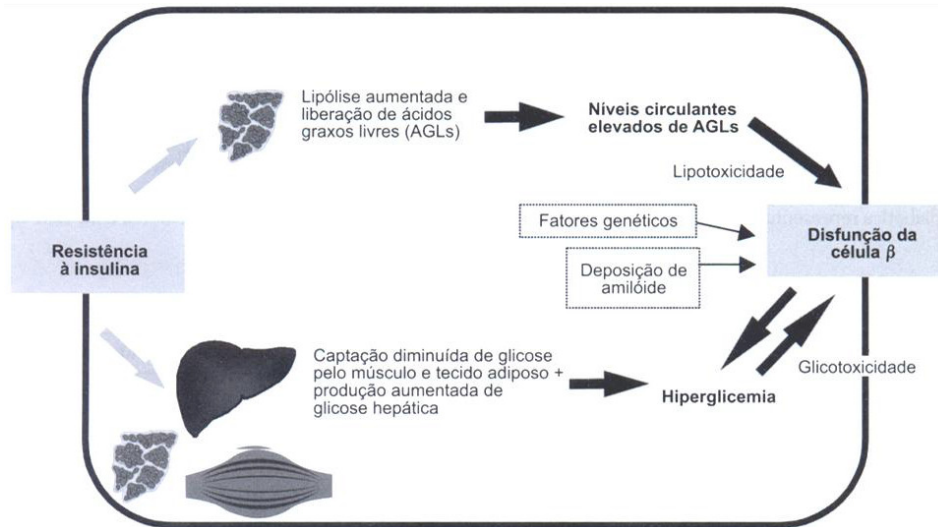 Lipólise aumentada e
liberação de ácidos
graxos livres (AGLs)
Níveis circulantes
elevados de AGLs
Lipotoxicidade
Fatores genéticos
Resistência
à insulina
Disfunção da
célula β
Deposição de
amilóide
Captação diminuída de glicose
pelo músculo e tecido adiposo +
produção aumentada de
glicose hepática
Hiperglicemia
Glicotoxicidade